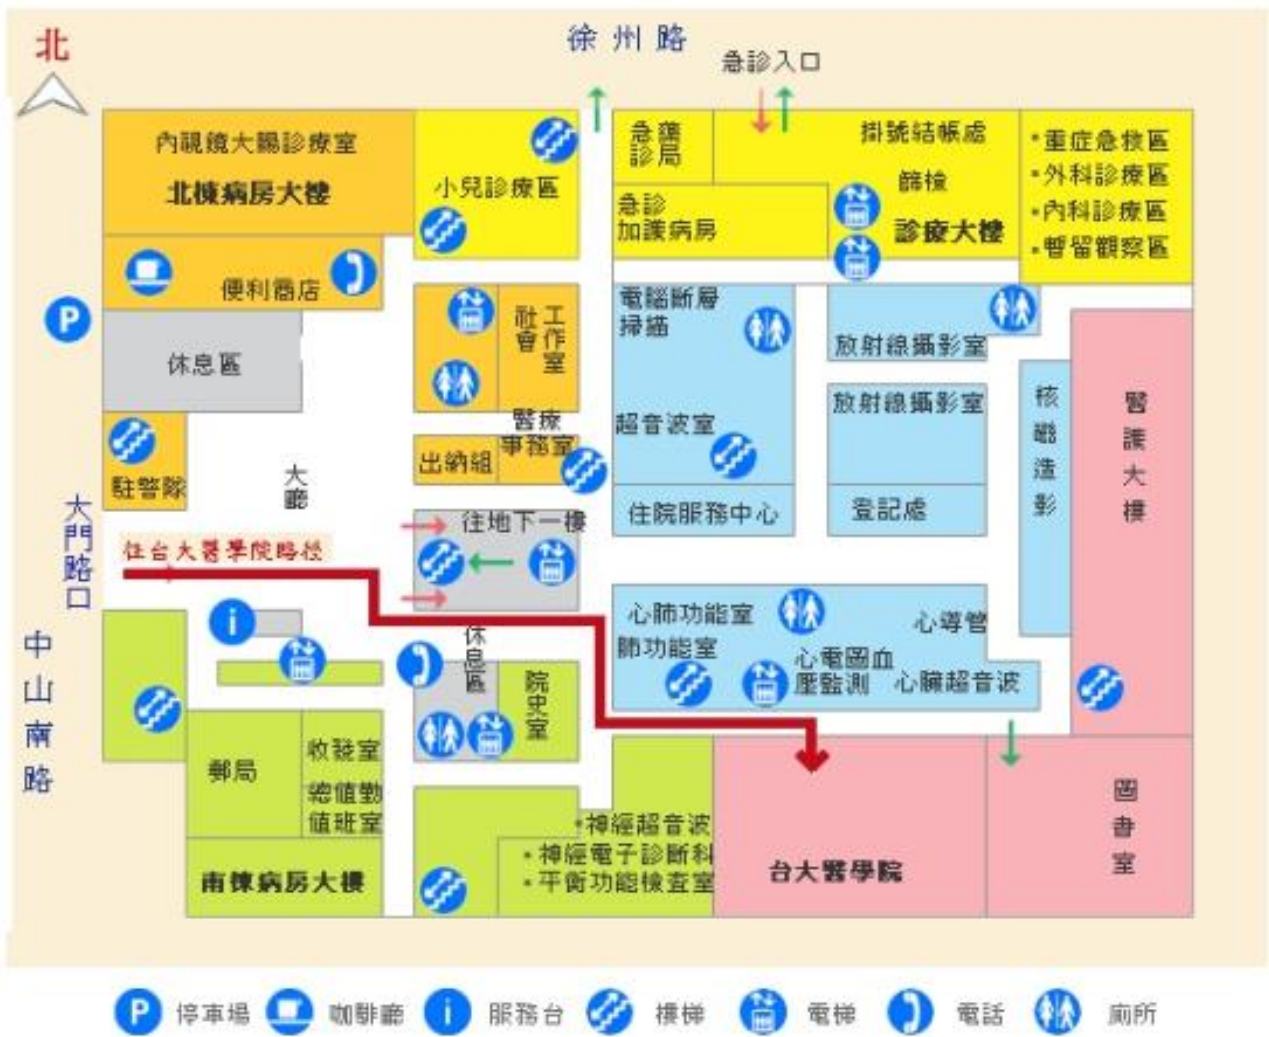 北
徐州路
急診入口
內視鏡大腸診療室
北棟病房大樓
小兒診療區
急藥
診局
急診
加護病房
掛號結帳處
篩檢
診療大樓
•重症急救區
•外科診療區
•內科診療區
•暫留觀察區
便利商店
P
休息區
社會
工作室
電腦斷層
掃描
放射線攝影室
放射線攝影室
核磁造影
醫護大樓
醫療
事務室
超音波室
出納組
駐警隊
大廳
往地下一樓
住院服務中心
登記處
大門路口
往台大醫學院路徑
中山南路
i
休息區
心肺功能室
肺功能室
心導管
心電圖血
壓監測
心臟超音波
院史室
郵局
收發室
總值勤
值班室
南棟病房大樓
•神經超音波
•神經電子診斷科
•平衡功能檢查室
台大醫學院
圖書室
P 停車場 咖啡廳 i 服務台 樓梯 電梯 電話 廁所